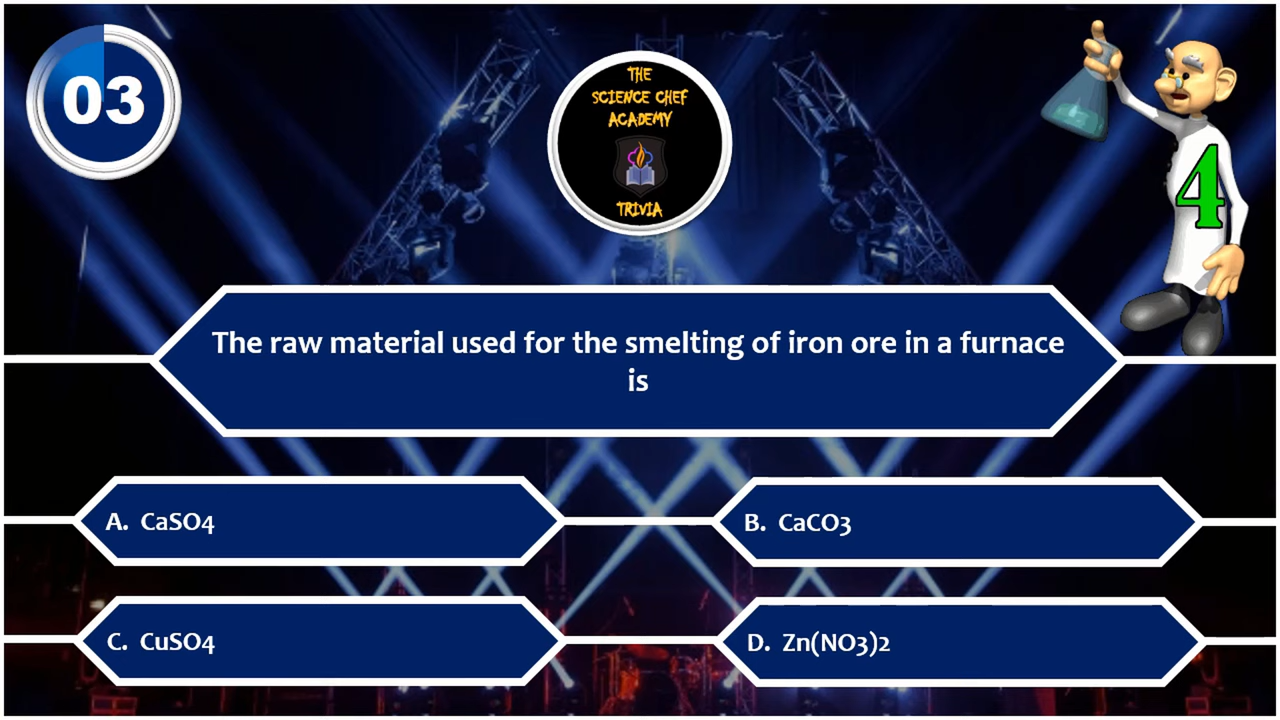 03
THE
SCIENCE CHEF
ACADEMY
TRIVIA
4
The raw material used for the smelting of iron ore in a furnace
is
A. CaSO4
B. CaCO3
C. CuSO4
D. Zn(NO3)2